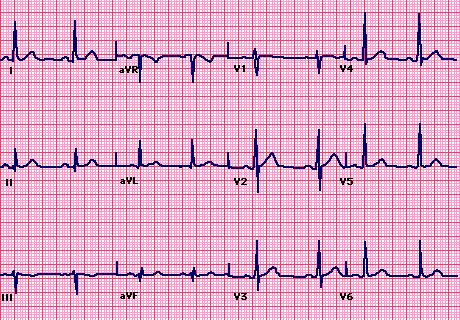 I aVR V1 V4
II aVL V2 V5
III aVF V3 V6